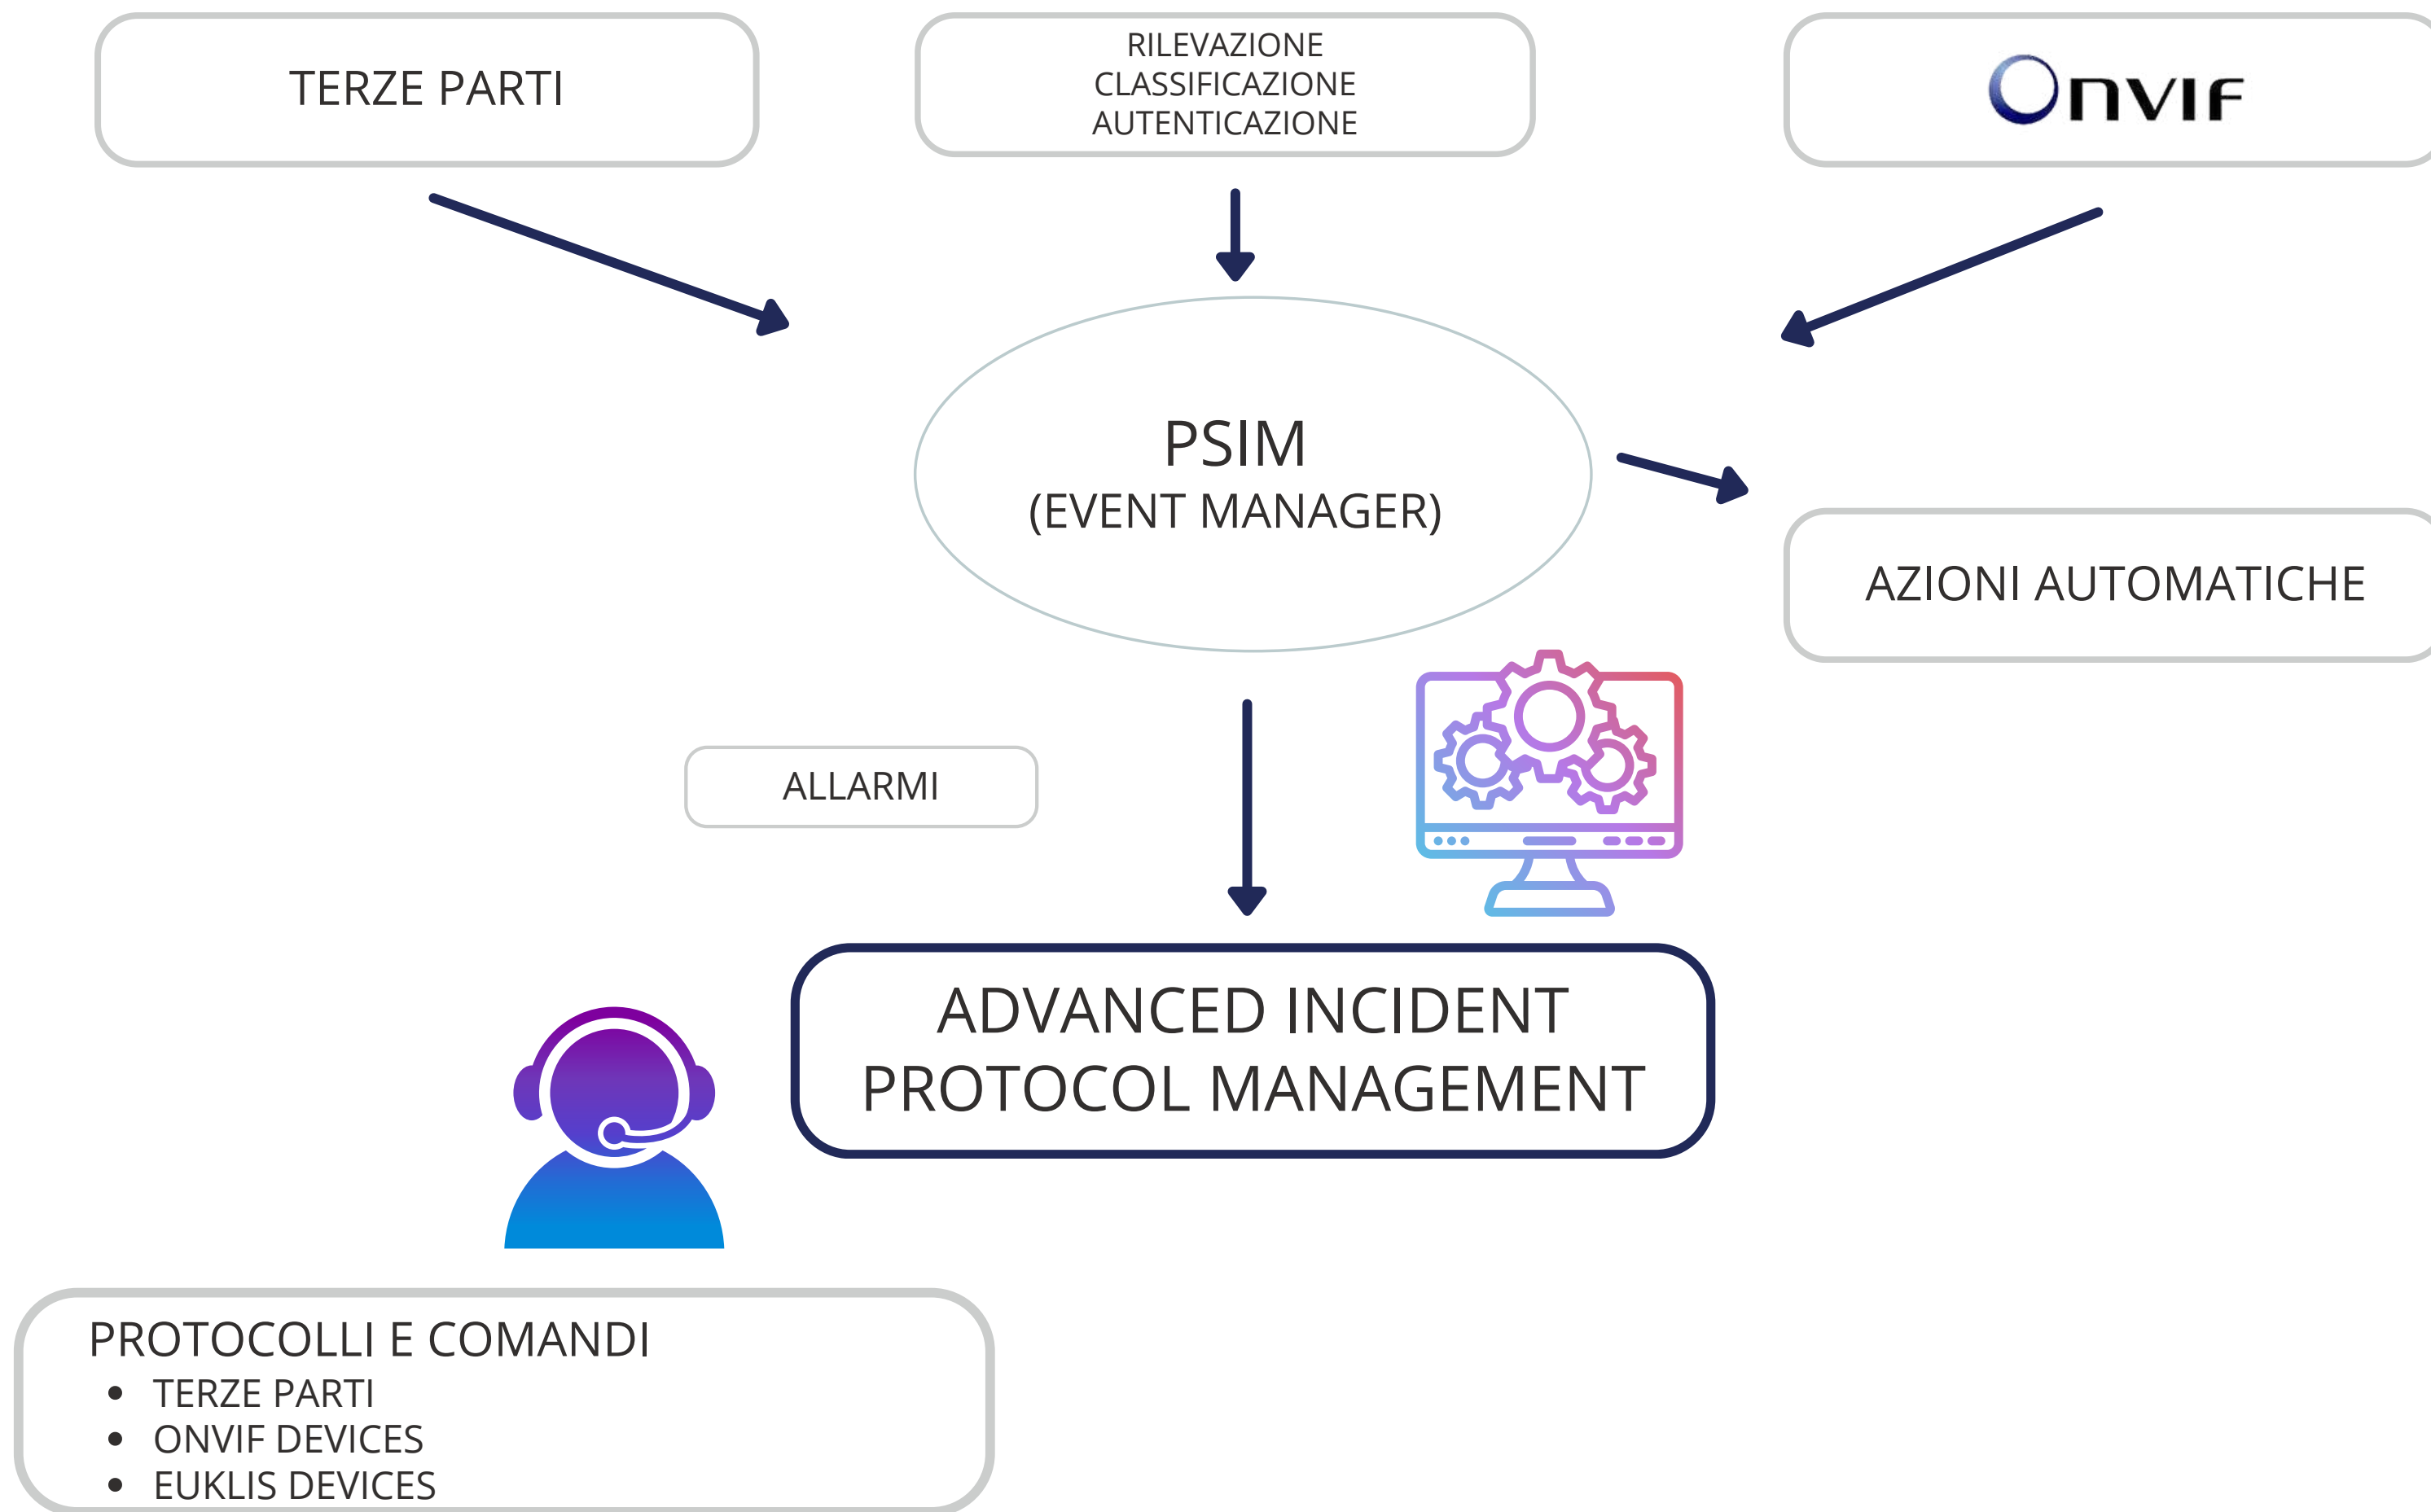 TERZE PARTI
RILEVAZIONE
CLASSIFICAZIONE
AUTENTICAZIONE
Onvif
PSIM
(EVENT MANAGER)
AZIONI AUTOMATICHE
ALLARMI
ADVANCED INCIDENT
PROTOCOL MANAGEMENT
PROTOCOLLI E COMANDI
• TERZE PARTI
• ONVIF DEVICES
• EUKLIS DEVICES